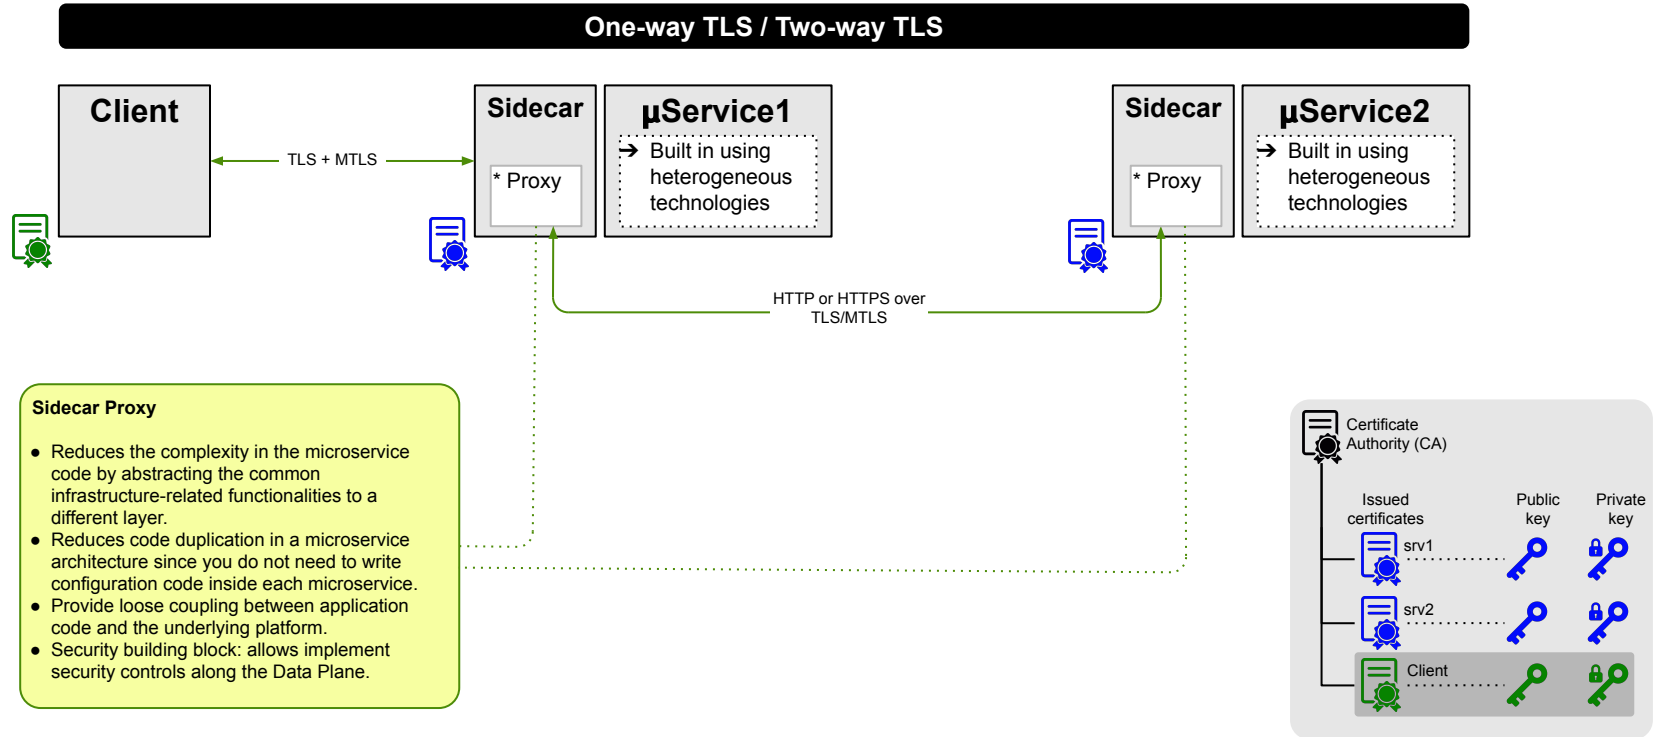 One-way TLS / Two-way TLS
Client
Sidecar
µService1
Sidecar
µService2
TLS + MTLS
* Proxy
➔ Built in using
heterogeneous
technologies
* Proxy
➔ Built in using
heterogeneous
technologies
HTTP or HTTPS over
TLS/MTLS
Sidecar Proxy
● Reduces the complexity in the microservice
code by abstracting the common
infrastructure-related functionalities to a
different layer.
● Reduces code duplication in a microservice
architecture since you do not need to write
configuration code inside each microservice.
● Provide loose coupling between application
code and the underlying platform.
● Security building block: allows implement
security controls along the Data Plane.
Certificate
Authority (CA)
Issued
certificates
Public
key
Private
key
srv1
srv2
Client